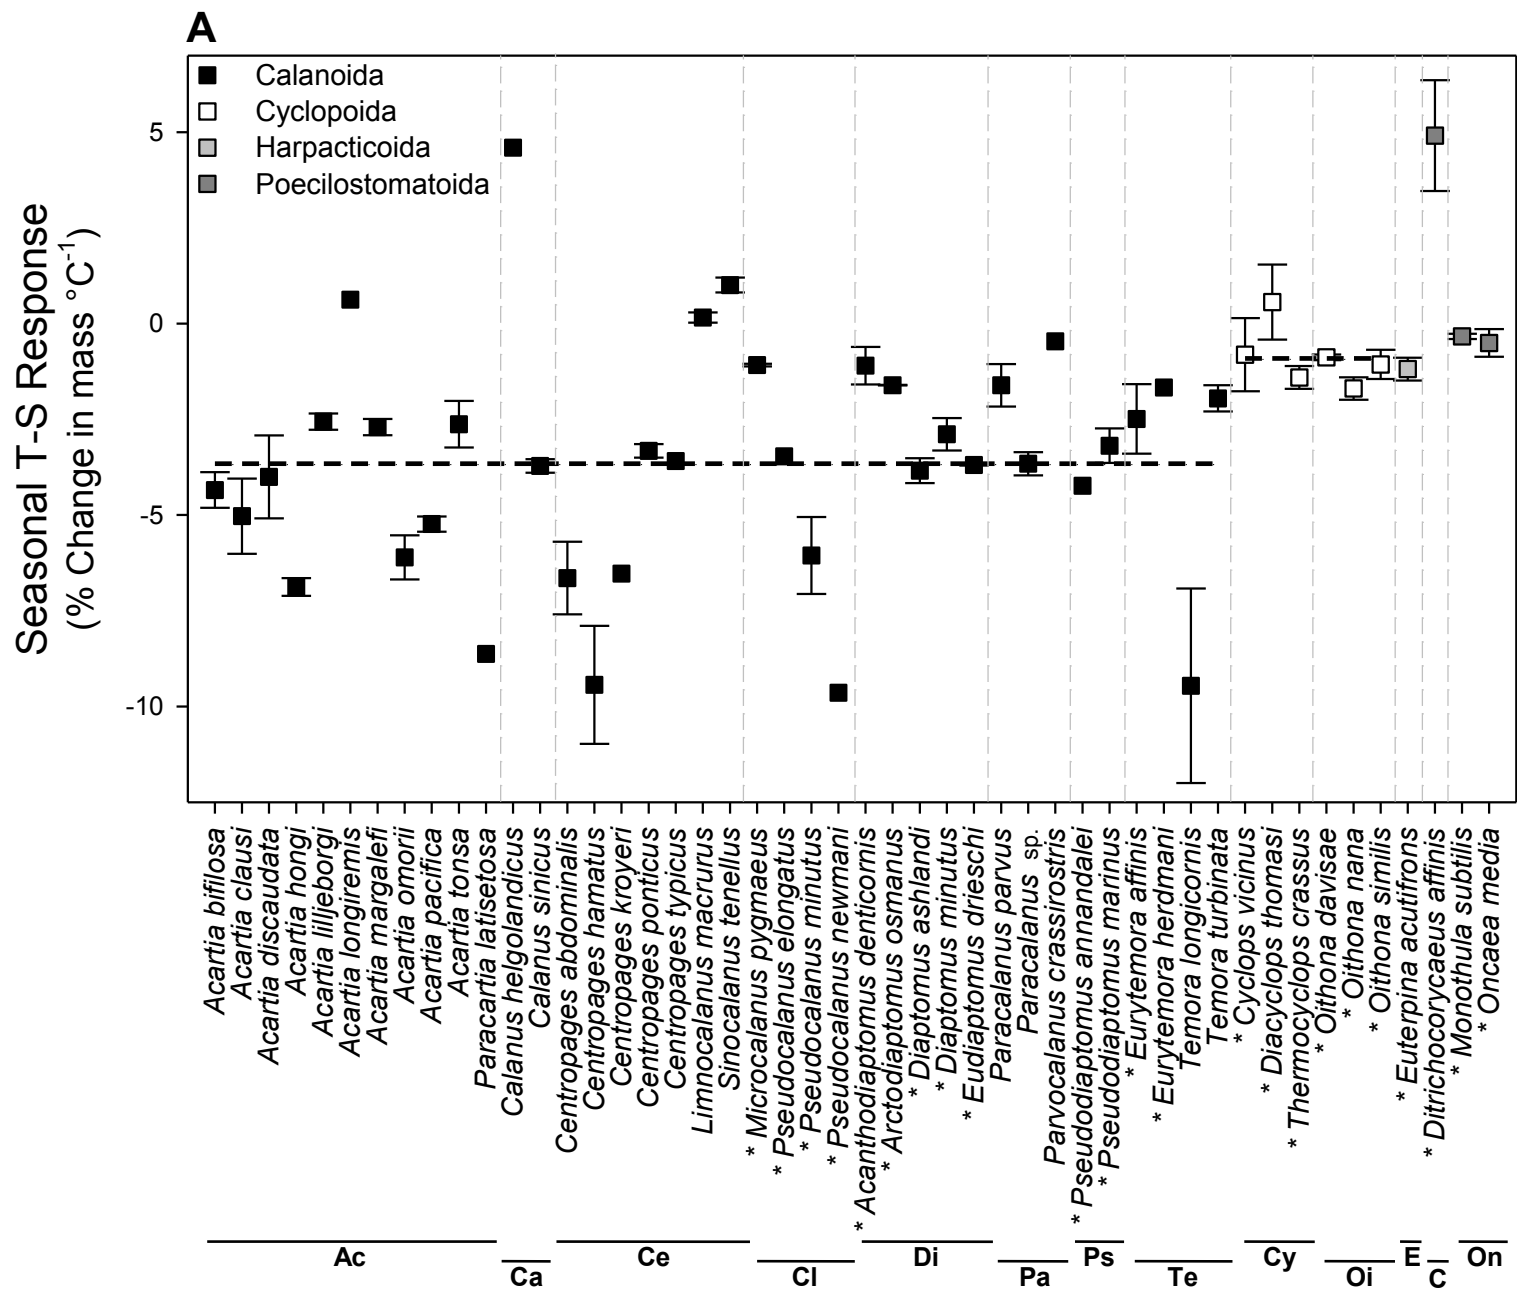 A
Calanoida
Cyclopoida
Harpacticoida
Poecilostomatoida
Seasonal T-S Response
(% Change in mass °C⁻¹)
5
0
-5
-10
Acartia bifilosa
Acartia clausi
Acartia discaudata
Acartia hongi
Acartia lilljeborgi
Acartia longiremis
Acartia margalefi
Acartia omorii
Acartia pacifica
Acartia tonsa
Paracartia latisetosa
Calanus helgolandicus
Calanus sinicus
Centropages abdominalis
Centropages hamatus
Centropages kroyeri
Centropages ponticus
Centropages typicus
Limnocalanus macrurus
Sinocalanus tenellus
* Microcalanus pygmaeus
* Pseudocalanus elongatus
* Pseudocalanus minutus
* Pseudocalanus newmani
* Acanthodiaptomus denticornis
* Arctodiaptomus osmanus
* Diaptomus ashlandi
* Diaptomus minutus
* Eudiaptomus drieschi
Paracalanus parvus
Paracalanus sp.
Parvocalanus crassirostris
* Pseudodiaptomus annandalei
* Pseudodiaptomus marinus
* Eurytemora affinis
* Eurytemora herdmani
Temora longicornis
Temora turbinata
* Cyclops vicinus
* Diacyclops thomasi
* Thermocyclops crassus
* Oithona davisae
* Oithona nana
* Oithona similis
* Euterpina acutifrons
* Ditrichocorycaeus affinis
* Monothula subtilis
* Oncaea media
Ac
Ca
Ce
Cl
Di
Pa
Ps
Te
Cy
Oi
E
C
On